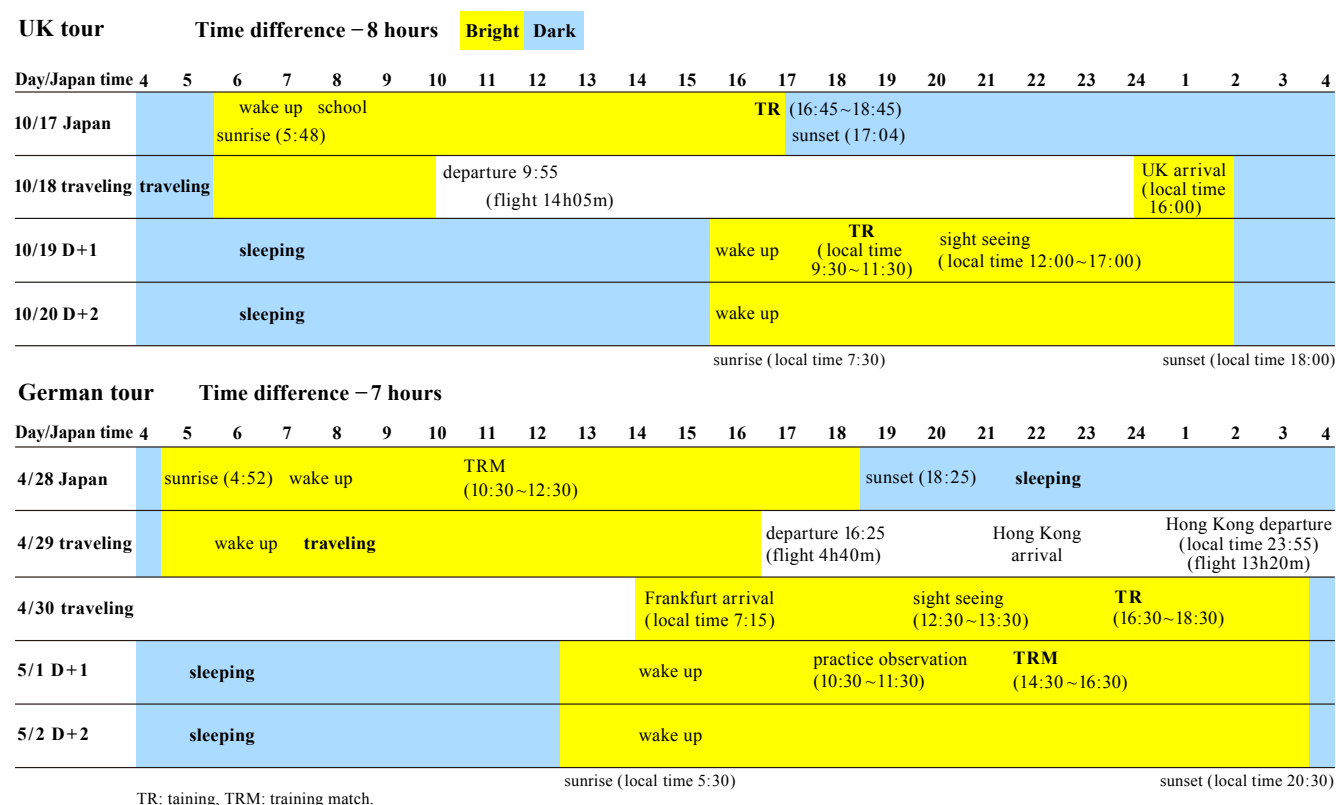 UK tour Time difference −8 hours Bright Dark
Day/Japan time 4 5 6 7 8 9 10 11 12 13 14 15 16 17 18 19 20 21 22 23 24 1 2 3 4
10/17 Japan
wake up school
sunrise (5:48)
TR (16:45~18:45)
sunset (17:04)
10/18 traveling traveling
departure 9:55
(flight 14h05m)
UK arrival
(local time
16:00)
10/19 D+1 sleeping wake up
TR
(local time
9:30~11:30)
sight seeing
(local time 12:00~17:00)
10/20 D+2 sleeping wake up
sunrise (local time 7:30) sunset (local time 18:00)
German tour Time difference −7 hours
Day/Japan time 4 5 6 7 8 9 10 11 12 13 14 15 16 17 18 19 20 21 22 23 24 1 2 3 4
4/28 Japan sunrise (4:52) wake up
TRM
(10:30~12:30)
sunset (18:25) sleeping
4/29 traveling wake up traveling
departure 16:25
(flight 4h40m)
Hong Kong
arrival
Hong Kong departure
(local time 23:55)
(flight 13h20m)
4/30 traveling
Frankfurt arrival
(local time 7:15)
sight seeing
(12:30~13:30)
TR
(16:30~18:30)
5/1 D+1 sleeping wake up
practice observation
(10:30~11:30)
TRM
(14:30~16:30)
5/2 D+2 sleeping wake up
sunrise (local time 5:30) sunset (local time 20:30)
TR: taining, TRM: training match.